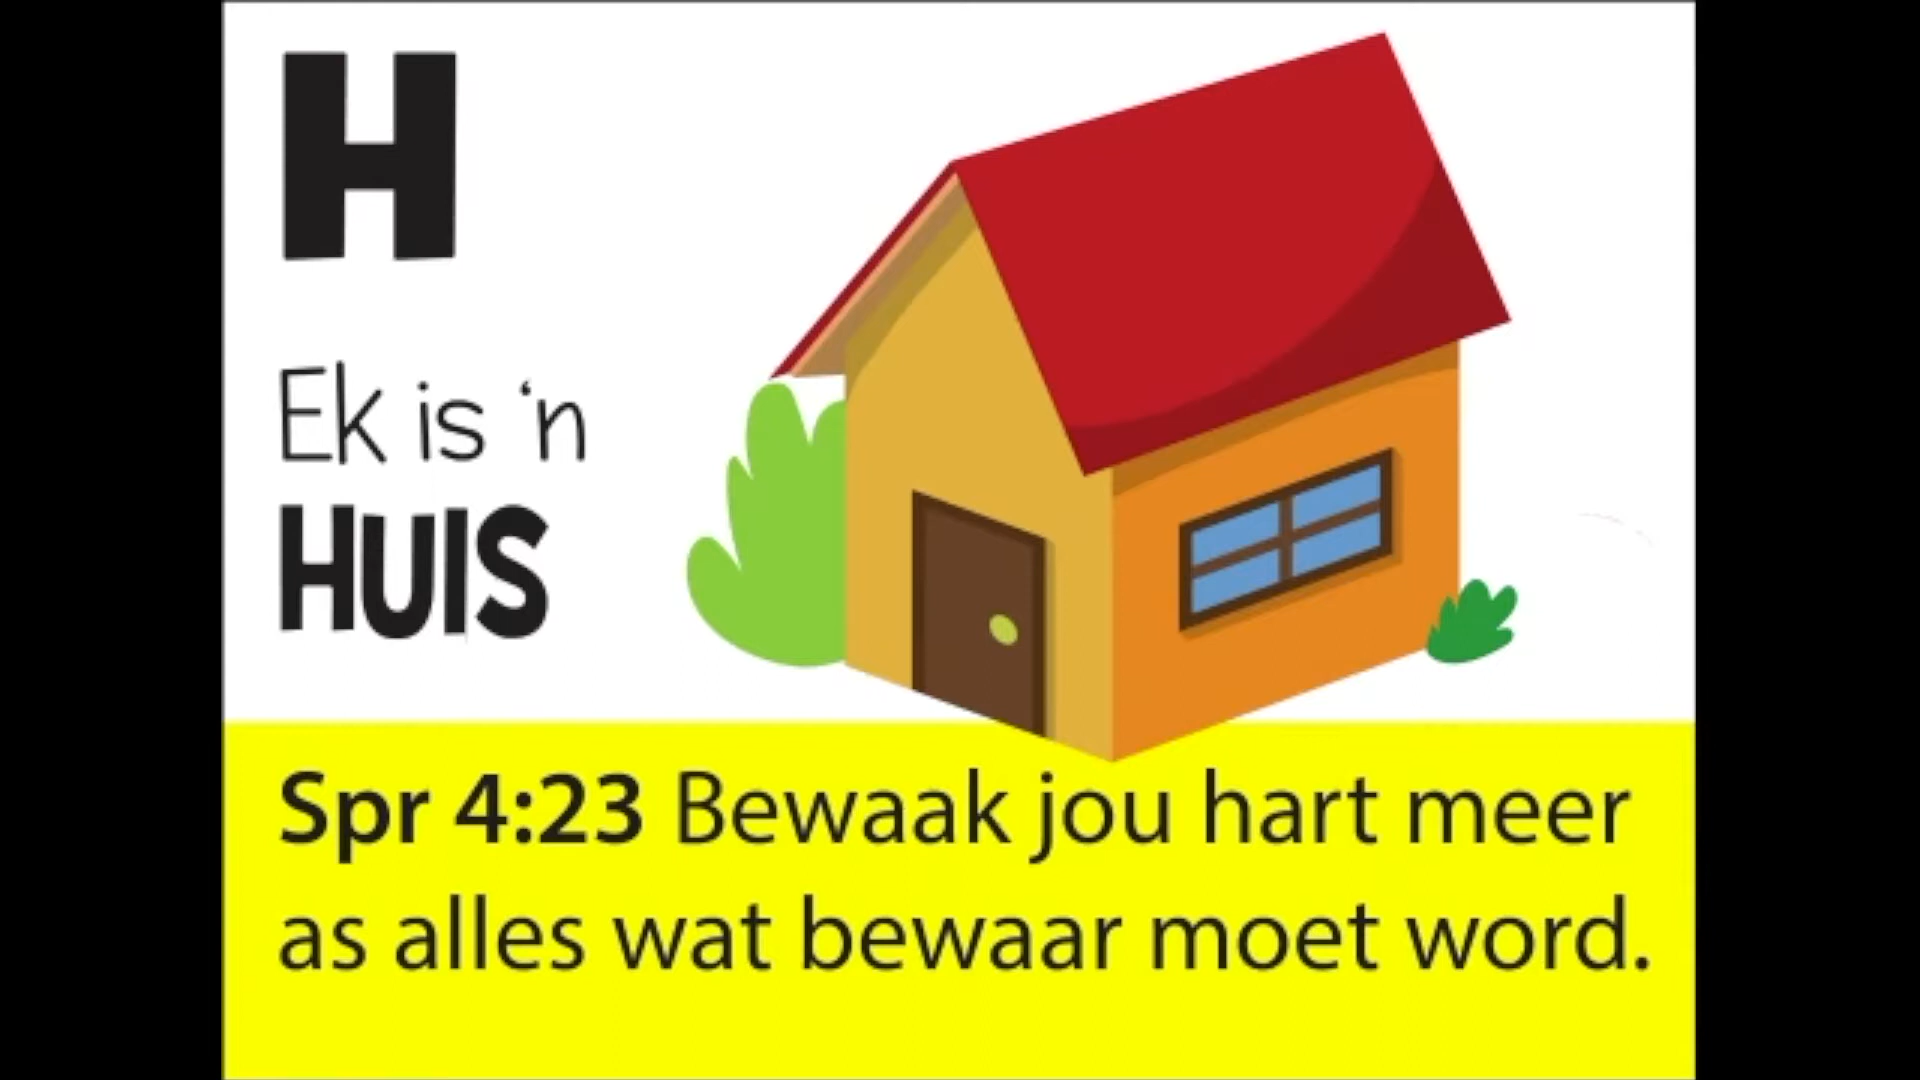 H
Ek is ‘n
HUIS
Spr 4:23 Bewaak jou hart meer
as alles wat bewaar moet word.